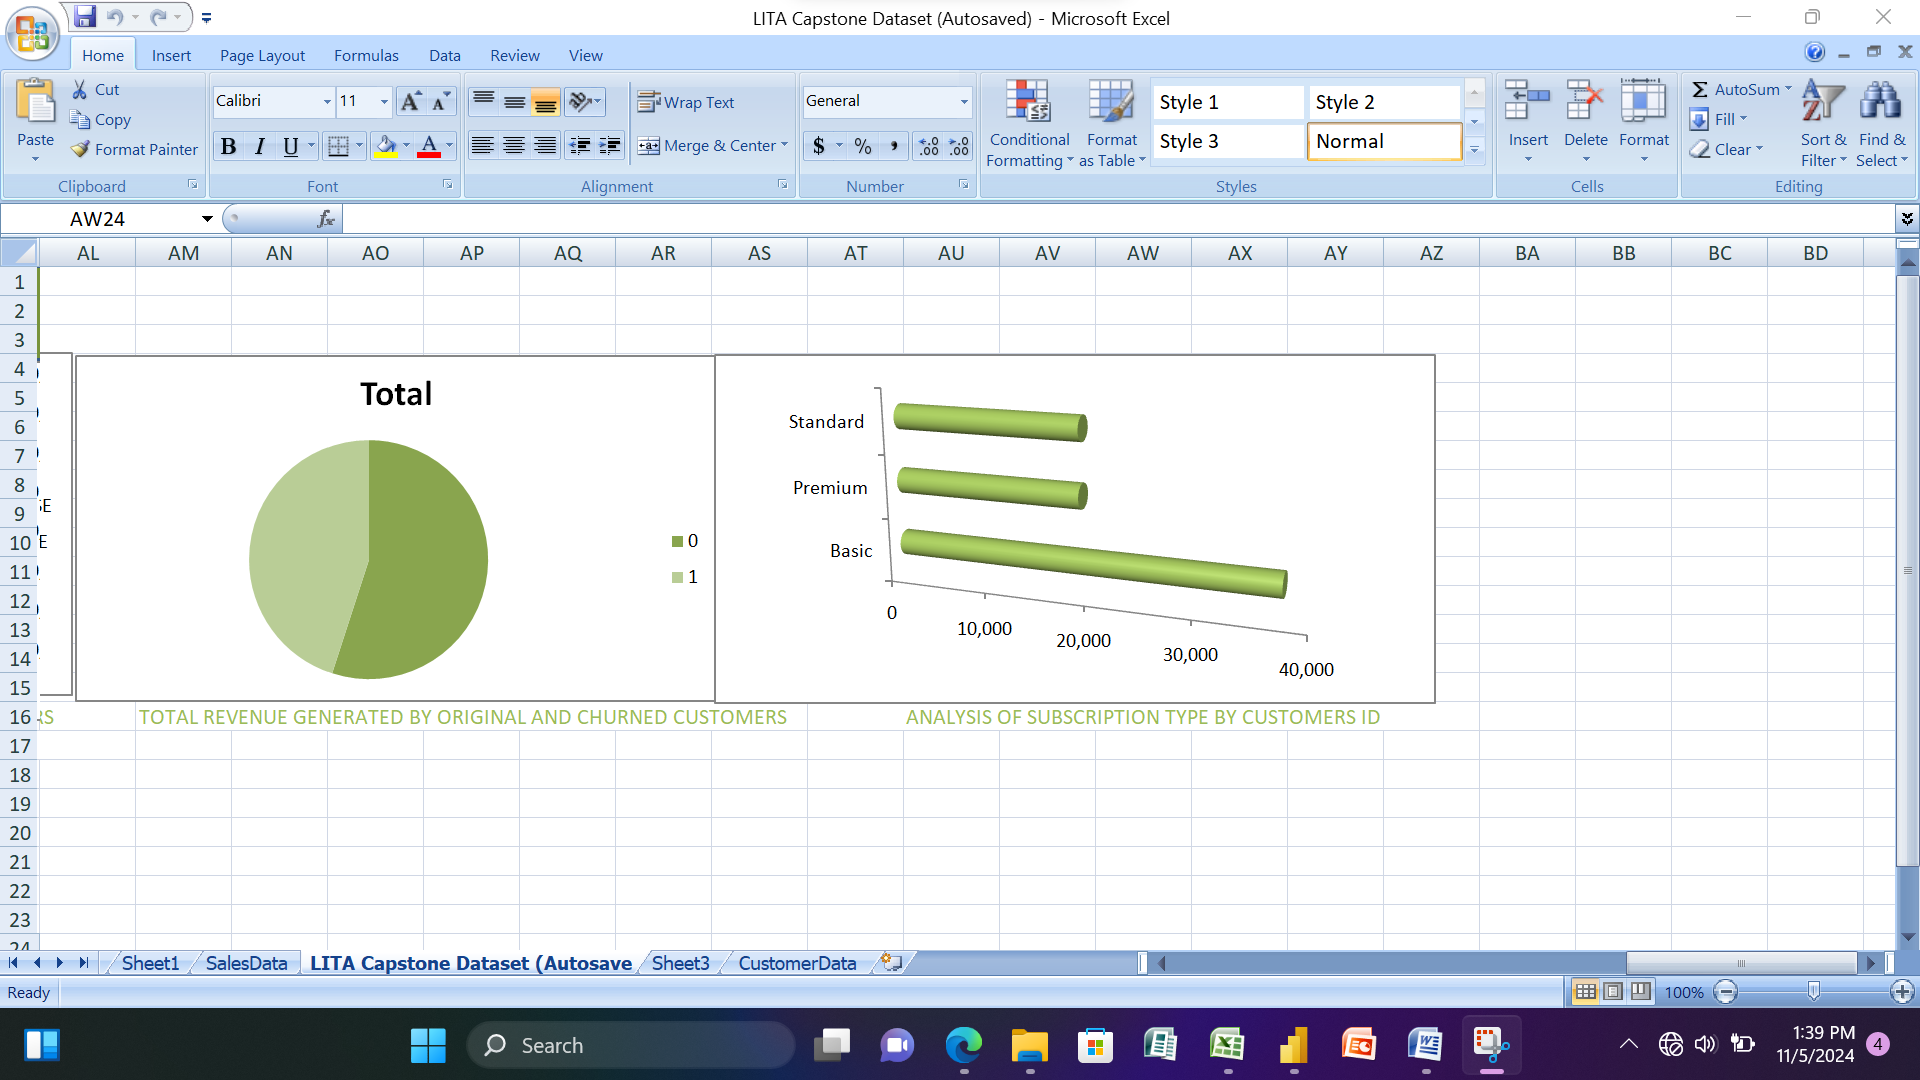 LITA Capstone Dataset (Autosaved) - Microsoft Excel
Home Insert Page Layout Formulas Data Review View
Cut
Copy
Format Painter
Paste
Clipboard
Calibri 11
B I U A
Font
Wrap Text
Merge & Center
Alignment
General
$ % , .00
Number
Conditional Formatting
Format as Table
Style 1 Style 2
Style 3 Normal
Styles
Insert Delete Format
Cells
Σ AutoSum
Fill
Clear
Sort & Filter
Find & Select
Editing
AW24 fx
AL AM AN AO AP AQ AR AS AT AU AV AW AX AY AZ BA BB BC BD
1
2
3
4
5
6
7
8
9
10
11
12
13
14
15
16
17
18
19
20
21
22
23
24
E
E
Total
0
1
Standard
Premium
Basic
0
10,000
20,000
30,000
40,000
RS TOTAL REVENUE GENERATED BY ORIGINAL AND CHURNED CUSTOMERS ANALYSIS OF SUBSCRIPTION TYPE BY CUSTOMERS ID
Sheet1 SalesData LITA Capstone Dataset (Autosave Sheet3 CustomerData
Ready 100%
Search
1:39 PM
11/5/2024
4